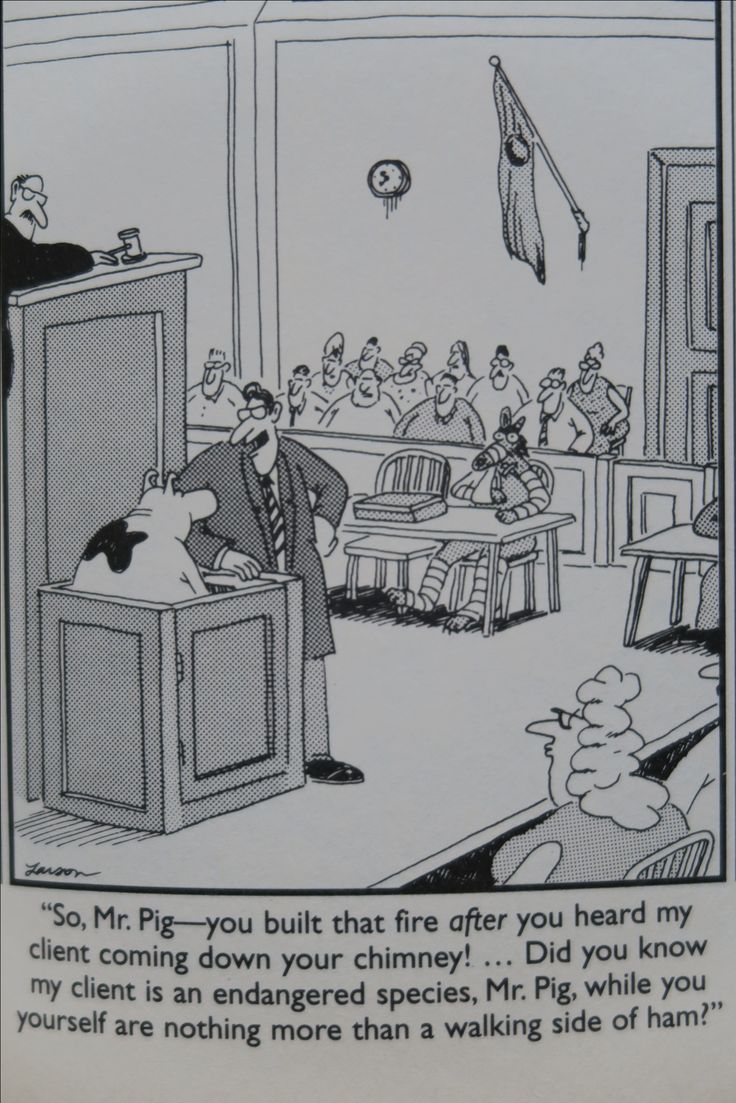 Larson
"So, Mr. Pig—you built that fire after you heard my
client coming down your chimney! ... Did you know
my client is an endangered species, Mr. Pig, while you
yourself are nothing more than a walking side of ham?"